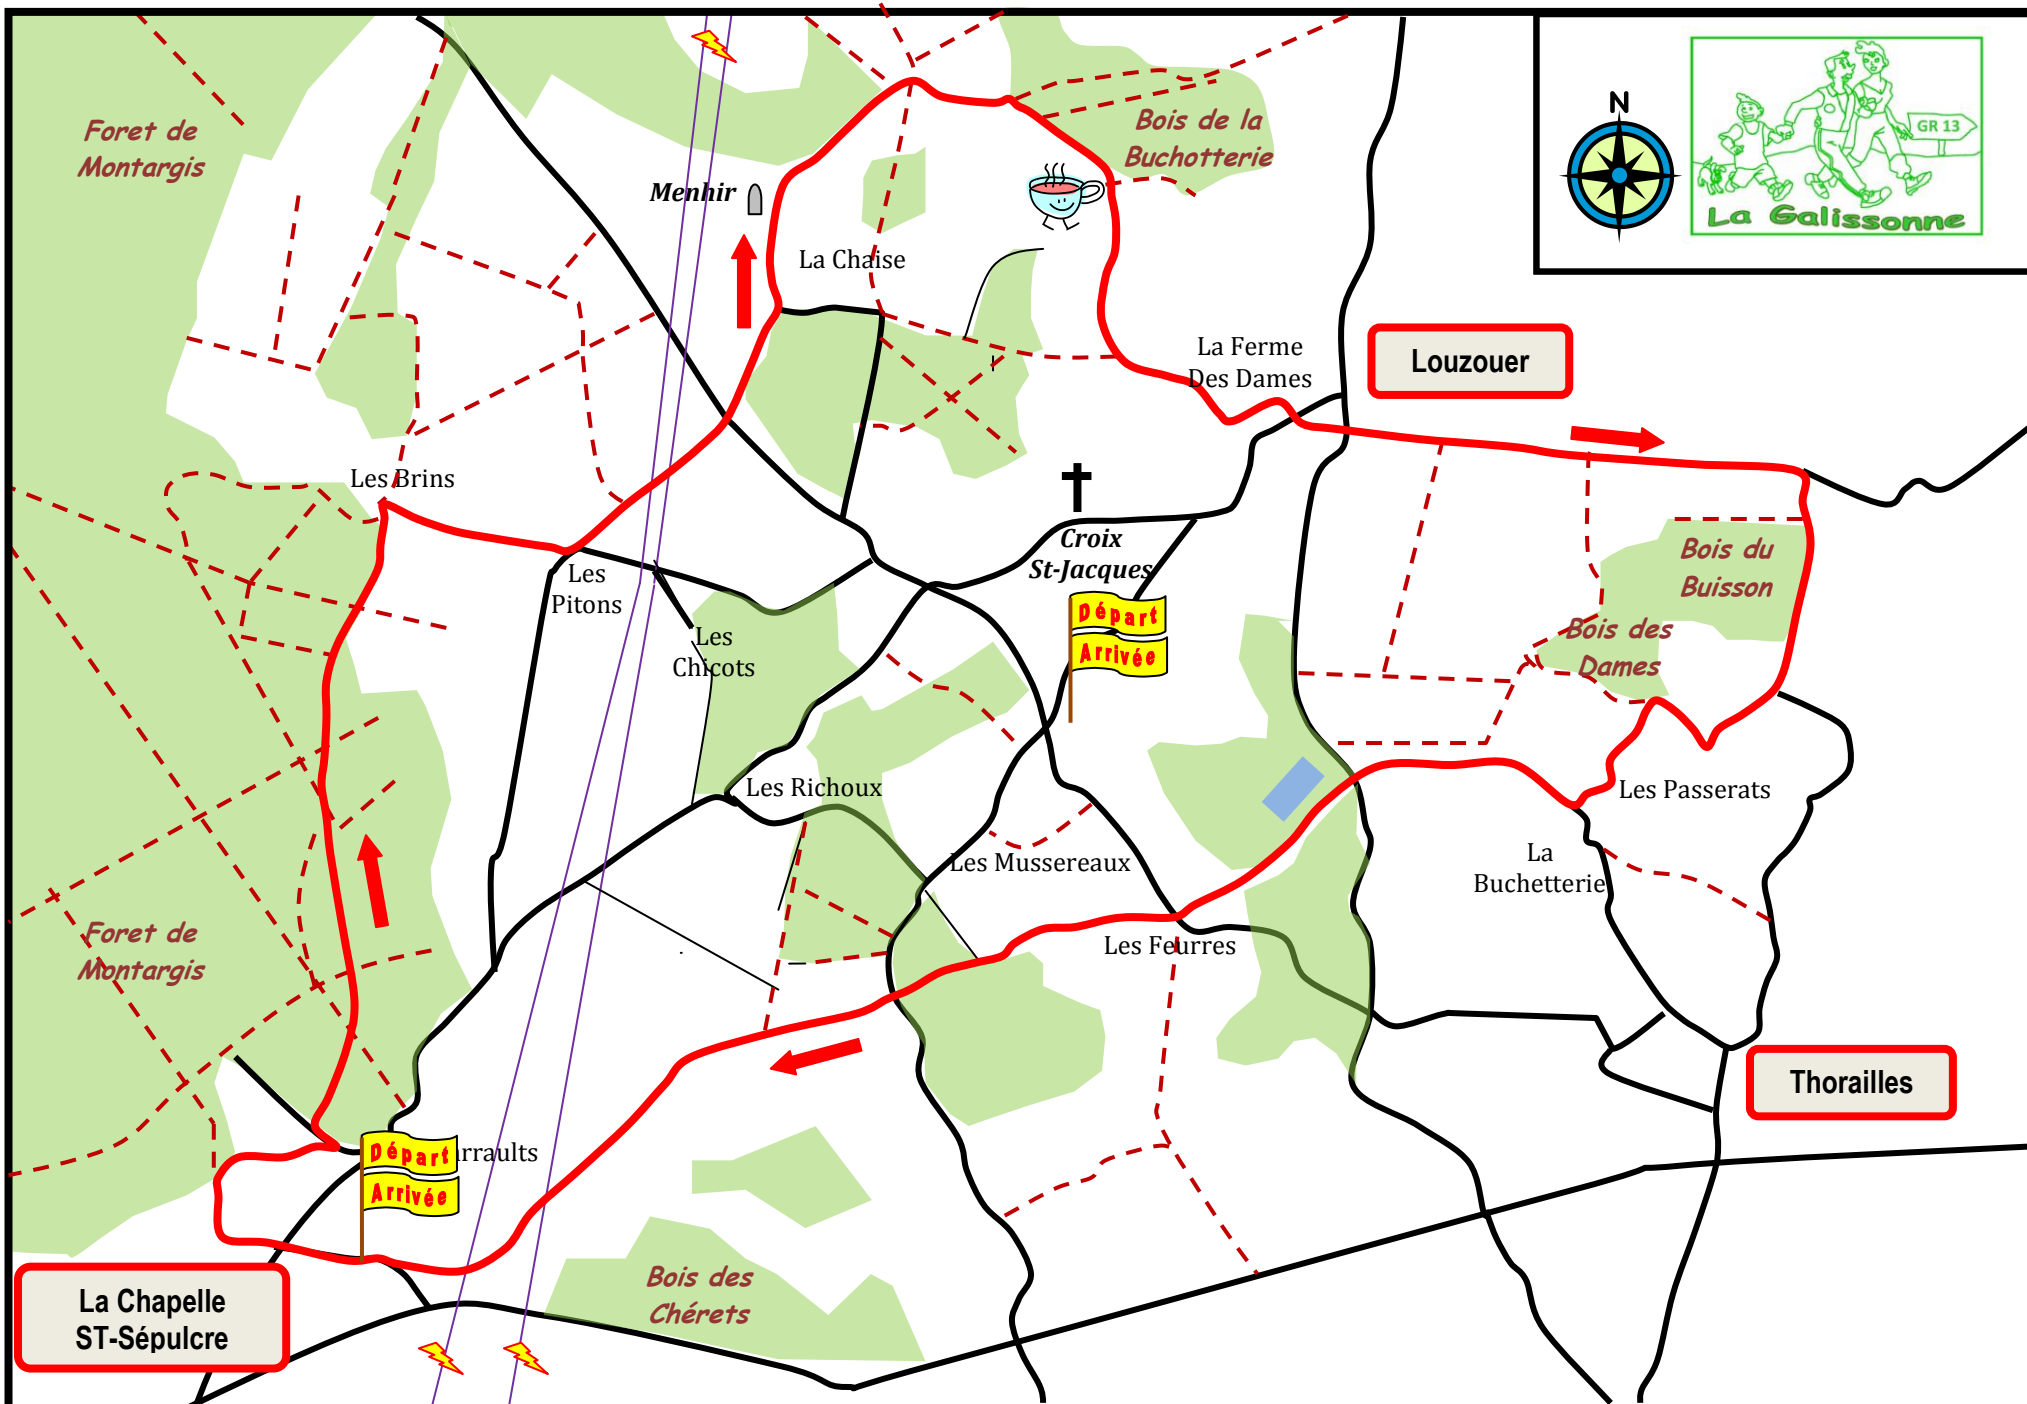 Foret de
Montargis
Menhir
La Chaise
Bois de la
Buchotterie
N
GR 13
La Galissonne
La Ferme
Des Dames
Louzouer
Les Brins
Les
Pitons
Les
Chicots
Croix
St-Jacques
Départ
Arrivée
Bois du
Buisson
Bois des
Dames
Les Richoux
Les Passerats
Les Mussereaux
La
Buchetterie
Les Feurres
Foret de
Montargis
Thorailles
Départ
Arrivée
La Chapelle
ST-Sépulcre
Bois des
Chérets